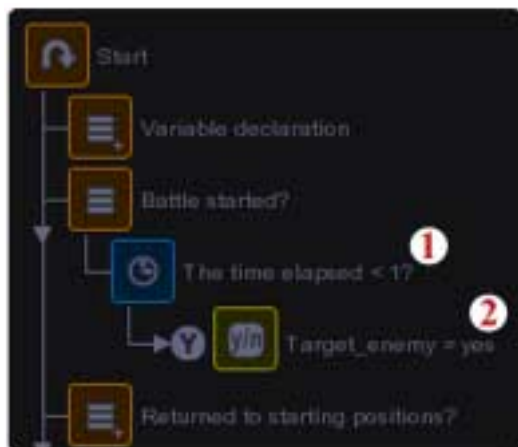 Start
Variable declaration
Battle started?
The time elapsed < 1? 1
Y y/n Target_enemy = yes 2
Returned to starting positions?